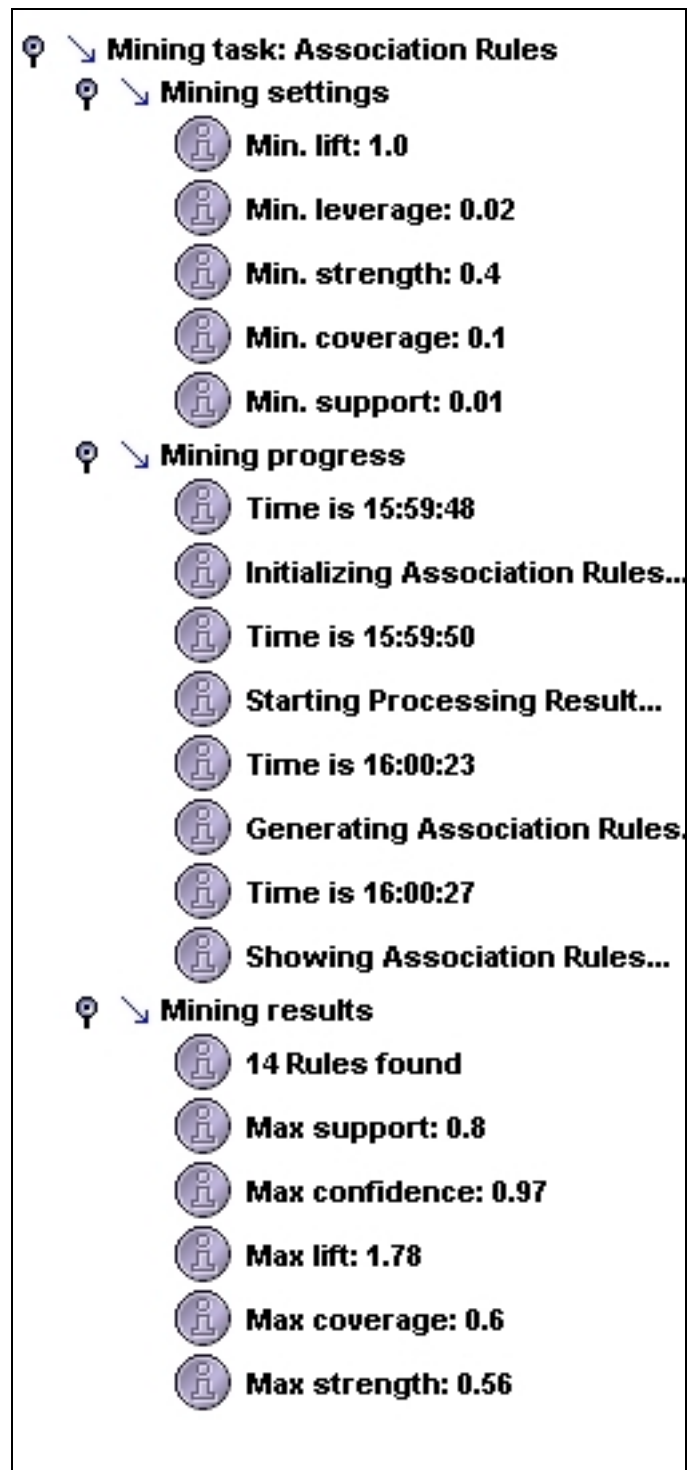 Mining task: Association Rules
Mining settings
Min. lift: 1.0
Min. leverage: 0.02
Min. strength: 0.4
Min. coverage: 0.1
Min. support: 0.01
Mining progress
Time is 15:59:48
Initializing Association Rules...
Time is 15:59:50
Starting Processing Result...
Time is 16:00:23
Generating Association Rules.
Time is 16:00:27
Showing Association Rules...
Mining results
14 Rules found
Max support: 0.8
Max confidence: 0.97
Max lift: 1.78
Max coverage: 0.6
Max strength: 0.56